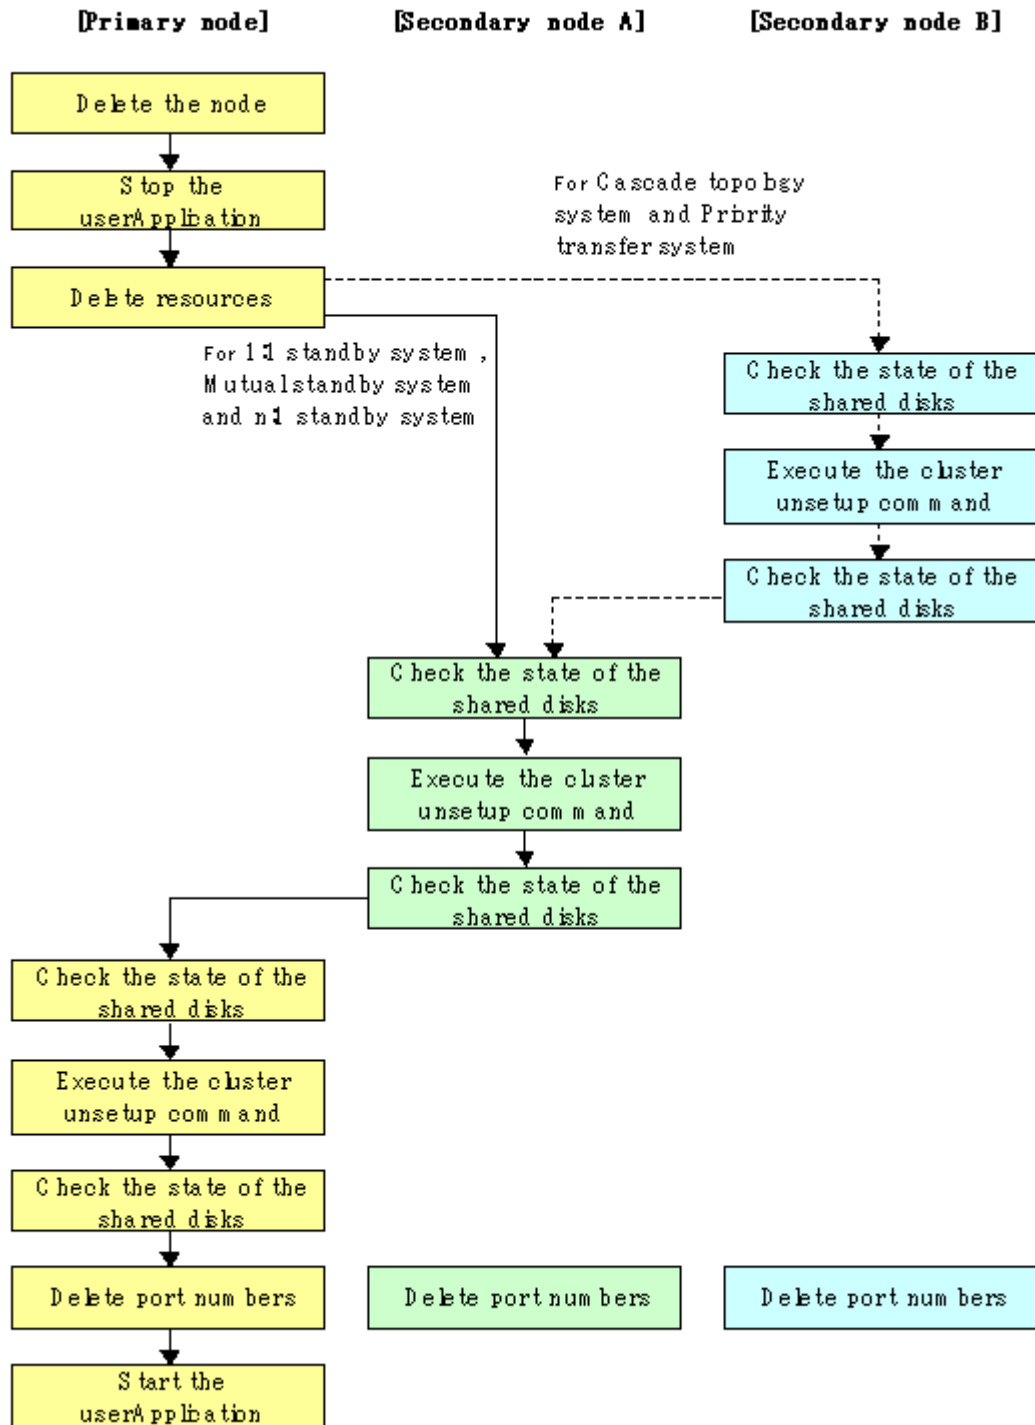 [Primary node]
[Secondary node A]
[Secondary node B]
Delete the node
Stop the
userApplication
For Cascade topology
system and Priority
transfer system
Delete resources
For 1:1 standby system ,
Mutual standby system
and n:1 standby system
Check the state of the
shared disks
Execute the cluster
unsetup command
Check the state of the
shared disks
Check the state of the
shared disks
Execute the cluster
unsetup command
Check the state of the
shared disks
Check the state of the
shared disks
Execute the cluster
unsetup command
Check the state of the
shared disks
Delete port numbers
Delete port numbers
Delete port numbers
Start the
userApplication